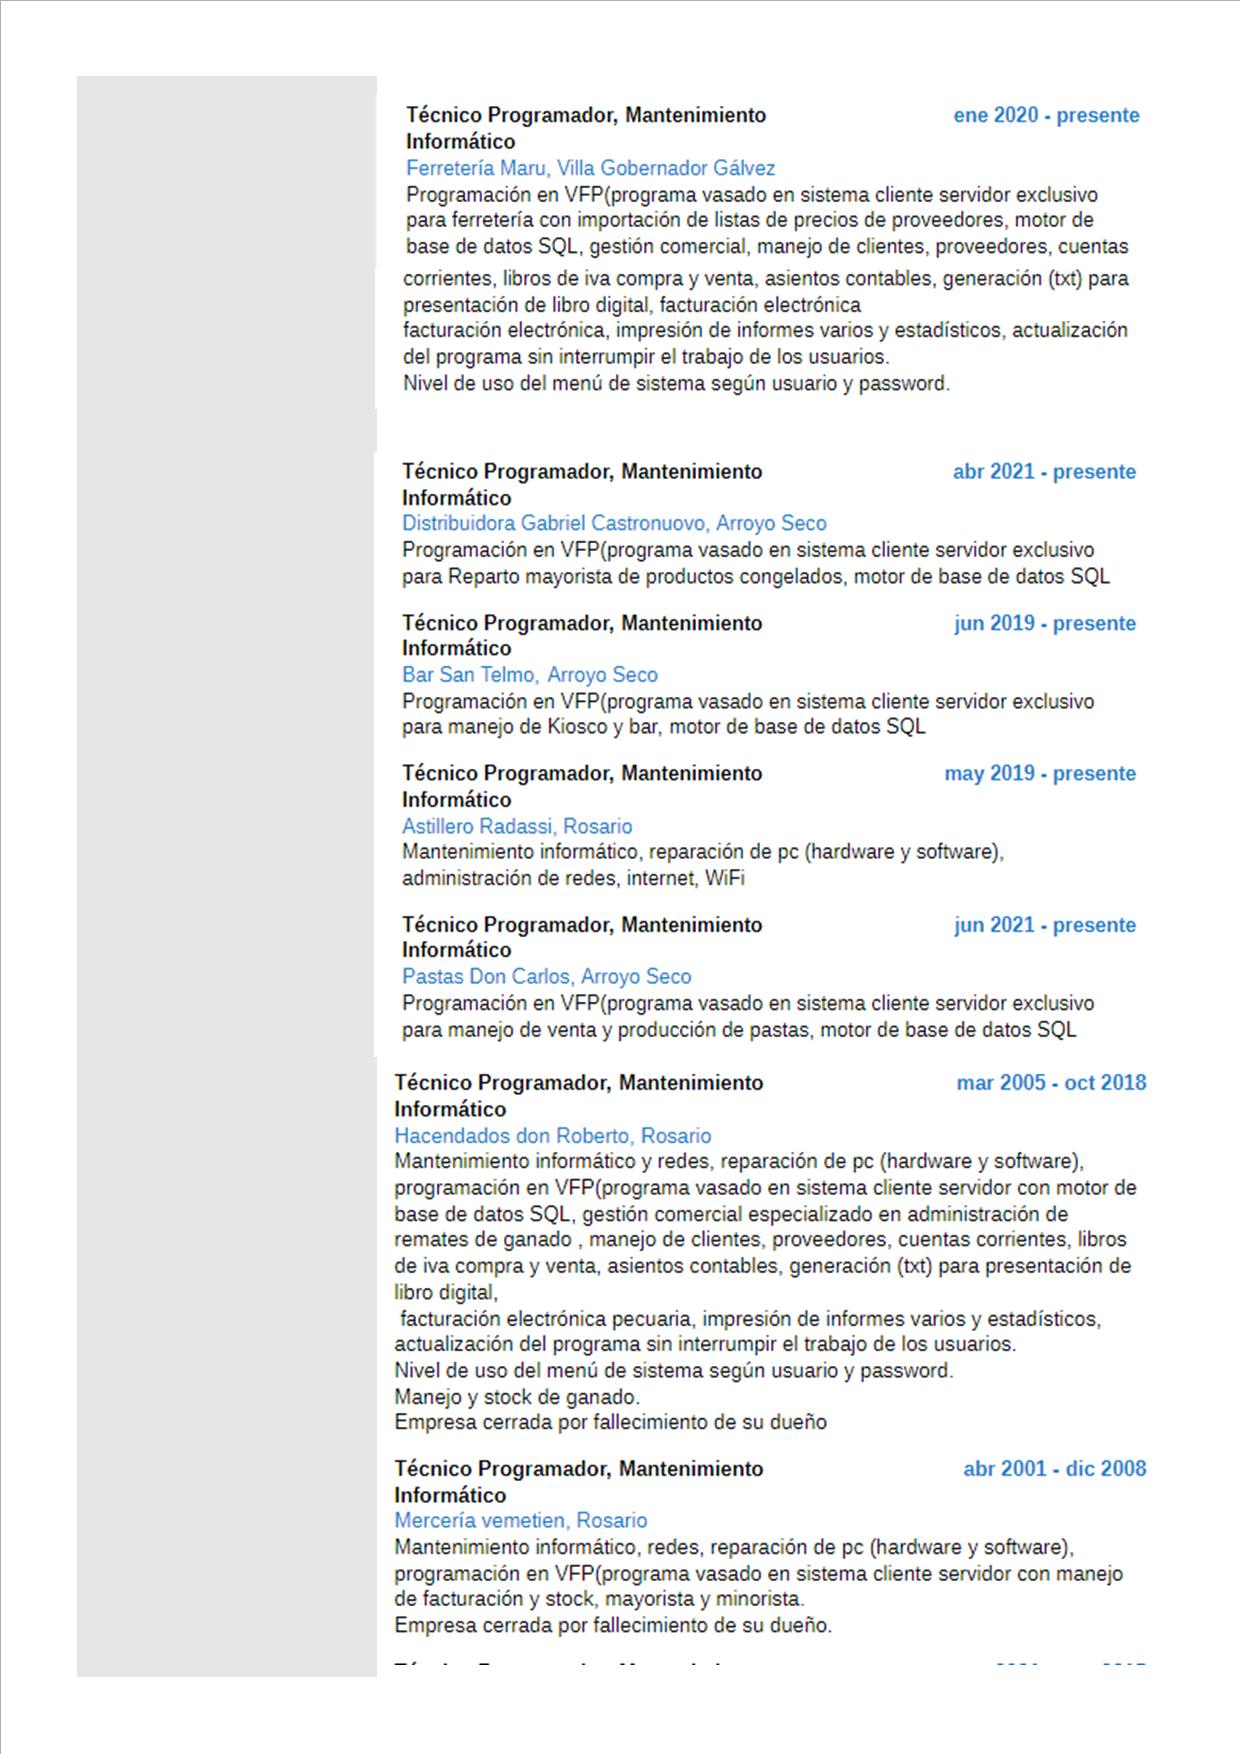 Técnico Programador, Mantenimiento ene 2020 - presente
Informático
Ferretería Maru, Villa Gobernador Gálvez
Programación en VFP(programa vasado en sistema cliente servidor exclusivo
para ferretería con importación de listas de precios de proveedores, motor de
base de datos SQL, gestión comercial, manejo de clientes, proveedores, cuentas
corrientes, libros de iva compra y venta, asientos contables, generación (txt) para
presentación de libro digital, facturación electrónica
facturación electrónica, impresión de informes varios y estadísticos, actualización
del programa sin interrumpir el trabajo de los usuarios.
Nivel de uso del menú de sistema según usuario y password.
Técnico Programador, Mantenimiento abr 2021 - presente
Informático
Distribuidora Gabriel Castronuovo, Arroyo Seco
Programación en VFP(programa vasado en sistema cliente servidor exclusivo
para Reparto mayorista de productos congelados, motor de base de datos SQL
Técnico Programador, Mantenimiento jun 2019 - presente
Informático
Bar San Telmo, Arroyo Seco
Programación en VFP(programa vasado en sistema cliente servidor exclusivo
para manejo de Kiosco y bar, motor de base de datos SQL
Técnico Programador, Mantenimiento may 2019 - presente
Informático
Astillero Radassi, Rosario
Mantenimiento informático, reparación de pc (hardware y software),
administración de redes, internet, WiFi
Técnico Programador, Mantenimiento jun 2021 - presente
Informático
Pastas Don Carlos, Arroyo Seco
Programación en VFP(programa vasado en sistema cliente servidor exclusivo
para manejo de venta y producción de pastas, motor de base de datos SQL
Técnico Programador, Mantenimiento mar 2005 - oct 2018
Informático
Hacendados don Roberto, Rosario
Mantenimiento informático y redes, reparación de pc (hardware y software),
programación en VFP(programa vasado en sistema cliente servidor con motor de
base de datos SQL, gestión comercial especializado en administración de
remates de ganado , manejo de clientes, proveedores, cuentas corrientes, libros
de iva compra y venta, asientos contables, generación (txt) para presentación de
libro digital,
facturación electrónica pecuaria, impresión de informes varios y estadísticos,
actualización del programa sin interrumpir el trabajo de los usuarios.
Nivel de uso del menú de sistema según usuario y password.
Manejo y stock de ganado.
Empresa cerrada por fallecimiento de su dueño
Técnico Programador, Mantenimiento abr 2001 - dic 2008
Informático
Mercería vemetien, Rosario
Mantenimiento informático, redes, reparación de pc (hardware y software),
programación en VFP(programa vasado en sistema cliente servidor con manejo
de facturación y stock, mayorista y minorista.
Empresa cerrada por fallecimiento de su dueño.